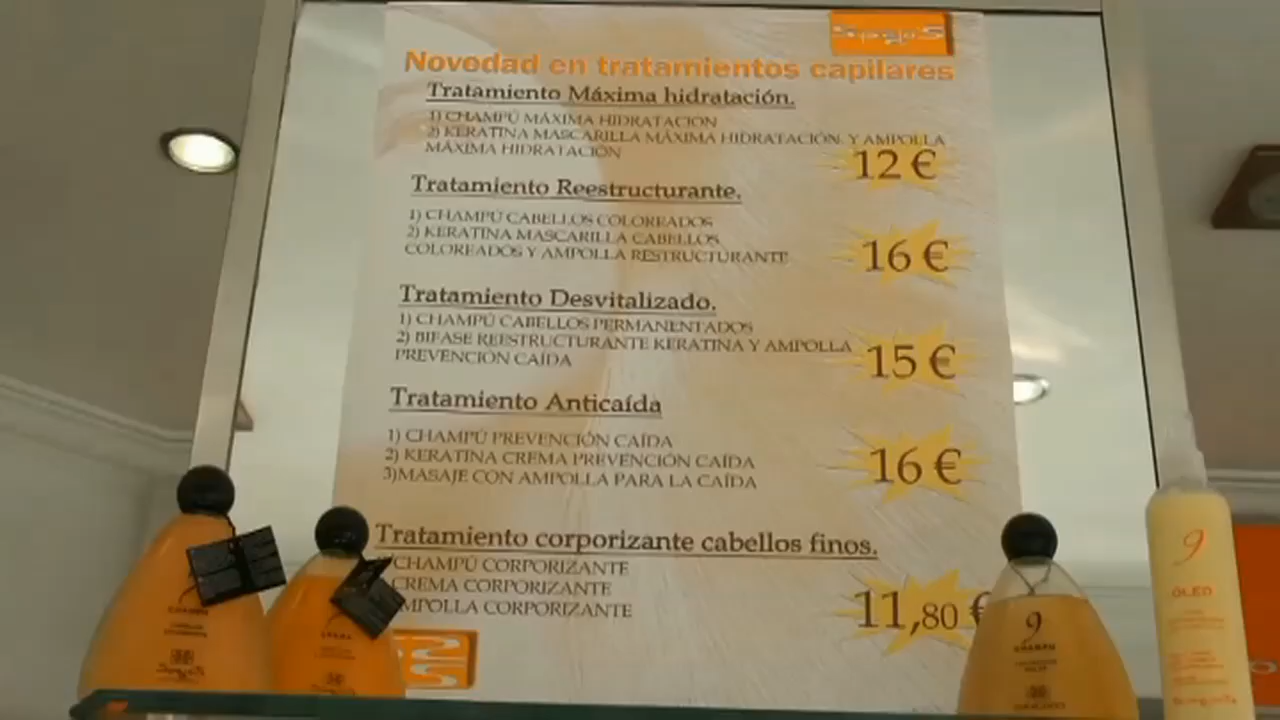 Novedad en tratamientos capilares
Tratamiento Máxima hidratación.
1) CHAMPÚ MÁXIMA HIDRATACION
2) KERATINA MASCARILLA MÁXIMA HIDRATACIÓN Y AMPOLLA
MÁXIMA HIDRATACIÓN
12 €
Tratamiento Reestructurante.
1) CHAMPÚ CABELLOS COLOREADOS
2) KERATINA MASCARILLA CABELLOS
COLOREADOS Y AMPOLLA RESTRUCTURANTE
16 €
Tratamiento Desvitalizado.
1) CHAMPÚ CABELLOS PERMANENTADOS
2) BIFASE REESTRUCTURANTE KERATINA Y AMPOLLA
PREVENCIÓN CAÍDA
15 €
Tratamiento Anticaída
1) CHAMPÚ PREVENCIÓN CAÍDA
2) KERATINA CREMA PREVENCIÓN CAÍDA
3)MASAJE CON AMPOLLA PARA LA CAÍDA
16 €
Tratamiento corporizante cabellos finos.
CHAMPÚ CORPORIZANTE
CREMA CORPORIZANTE
MPOLLA CORPORIZANTE
11,80 €
9
CHAMPU
9
OLEO